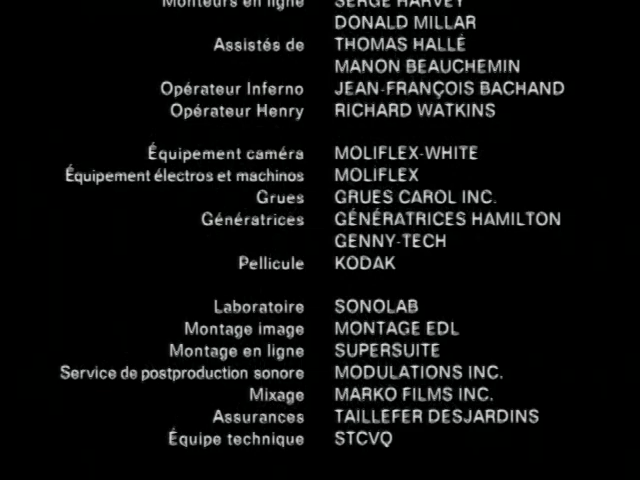 Monteurs en ligne SERGE HARVEY
DONALD MILLAR
Assistés de THOMAS HALLÉ
MANON BEAUCHEMIN
Opérateur Inferno JEAN-FRANÇOIS BACHAND
Opérateur Henry RICHARD WATKINS
Équipement caméra MOLIFLEX-WHITE
Équipement électros et machinos MOLIFLEX
Grues GRUES CAROL INC.
Génératrices GÉNÉRATRICES HAMILTON
GENNY-TECH
Pellicule KODAK
Laboratoire SONOLAB
Montage image MONTAGE EDL
Montage en ligne SUPERSUITE
Service de postproduction sonore MODULATIONS INC.
Mixage MARKO FILMS INC.
Assurances TAILLEFER DESJARDINS
Équipe technique STCVQ